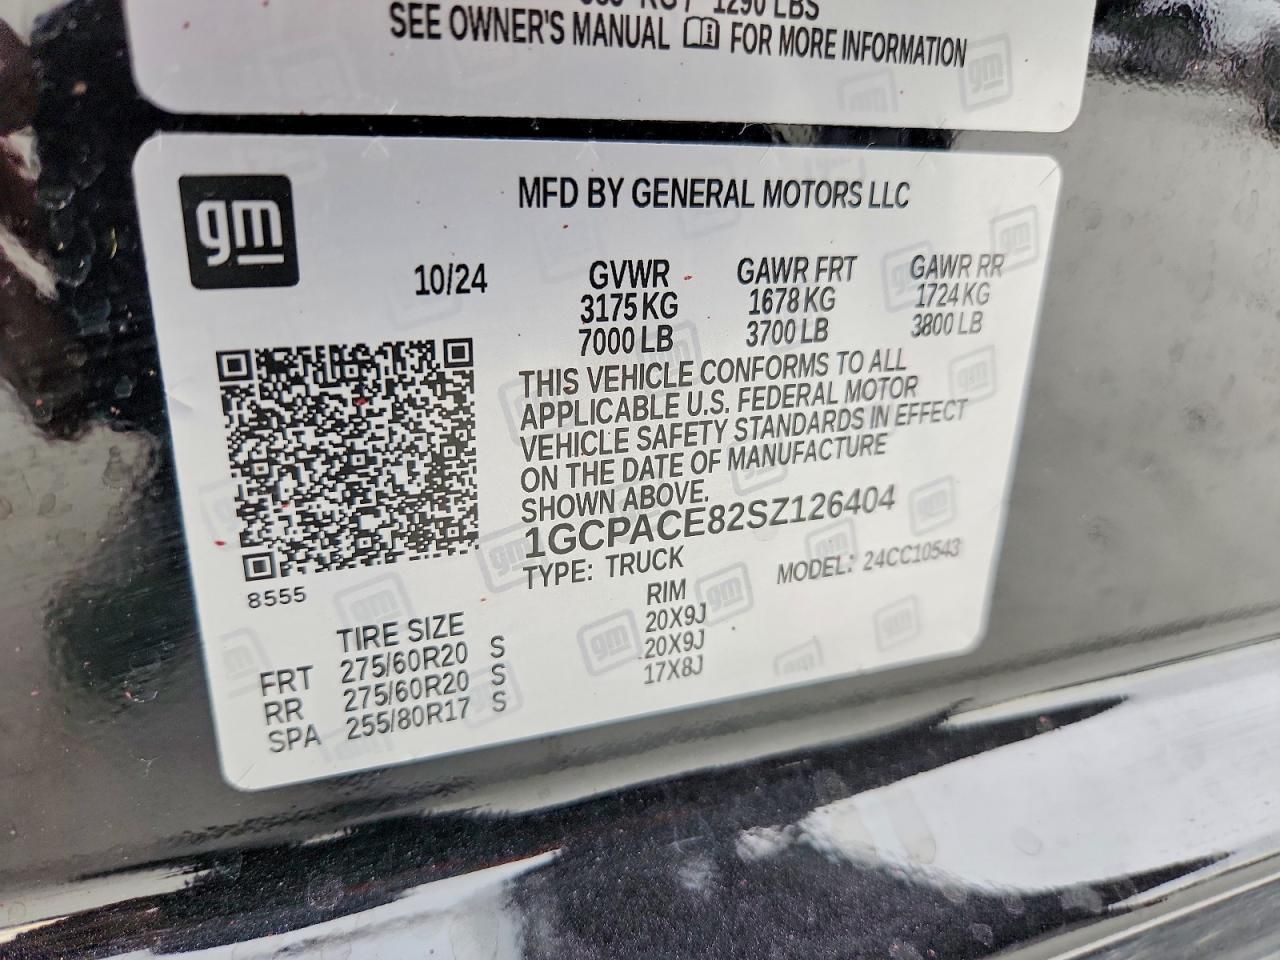 1290 LBS
SEE OWNER'S MANUAL FOR MORE INFORMATION
gm
MFD BY GENERAL MOTORS LLC
10/24 GVWR GAWR FRT GAWR RR
3175 KG 1678 KG 1724 KG
7000 LB 3700 LB 3800 LB
THIS VEHICLE CONFORMS TO ALL
APPLICABLE U.S. FEDERAL MOTOR
VEHICLE SAFETY STANDARDS IN EFFECT
ON THE DATE OF MANUFACTURE
SHOWN ABOVE.
1GCPACE82SZ126404
TYPE: TRUCK MODEL: 24CC10543
8555
TIRE SIZE RIM
FRT 275/60R20 S 20X9J
RR 275/60R20 S 20X9J
SPA 255/80R17 S 17X8J